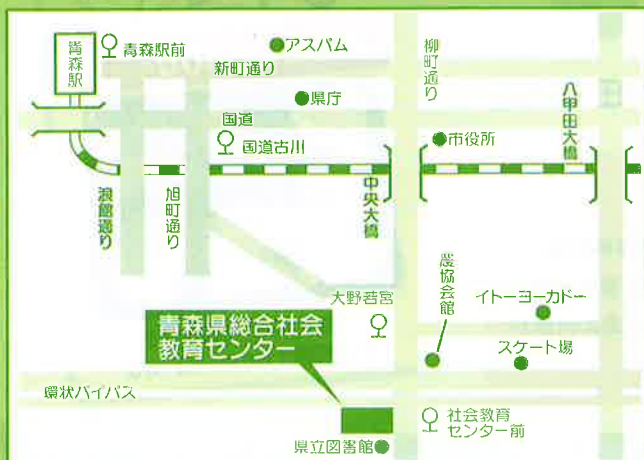 青森駅
青森駅前
アスパム
新町通り
柳町通り
県庁
国道
国道古川
市役所
八甲田大橋
浪館通り
旭町通り
中央大橋
農協会館
大野若宮
イトーヨーカドー
青森県総合社会
教育センター
スケート場
環状バイパス
社会教育
センター前
県立図書館